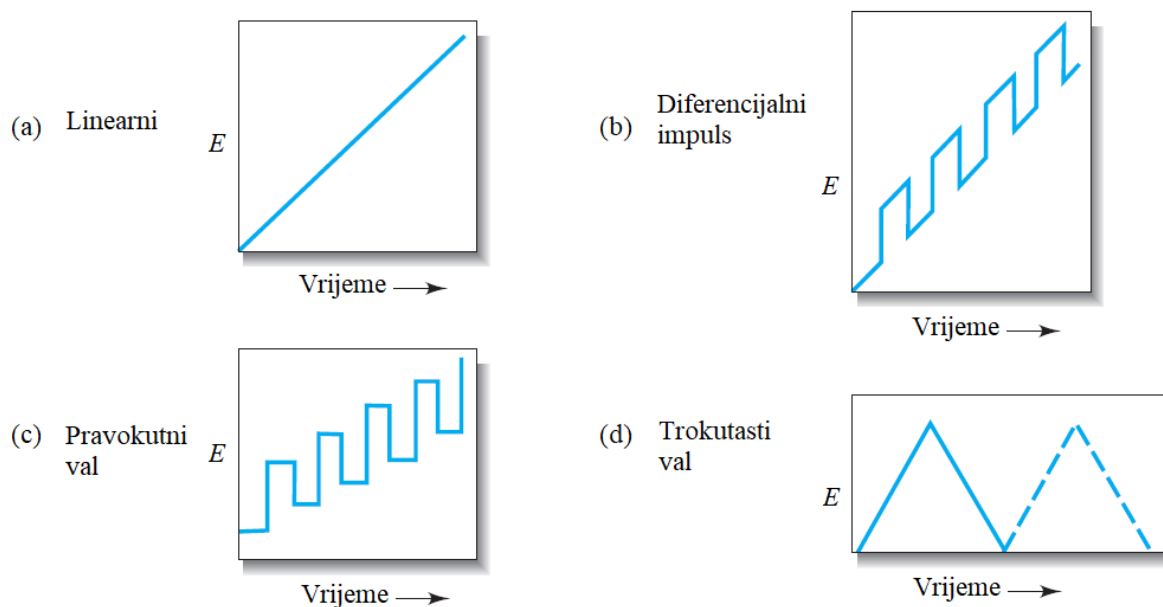 (a) Linearni
E
Vrijeme
(b) Diferencijalni
impuls
E
Vrijeme
(c) Pravokutni
val
E
Vrijeme
(d) Trokutasti
val
E
Vrijeme